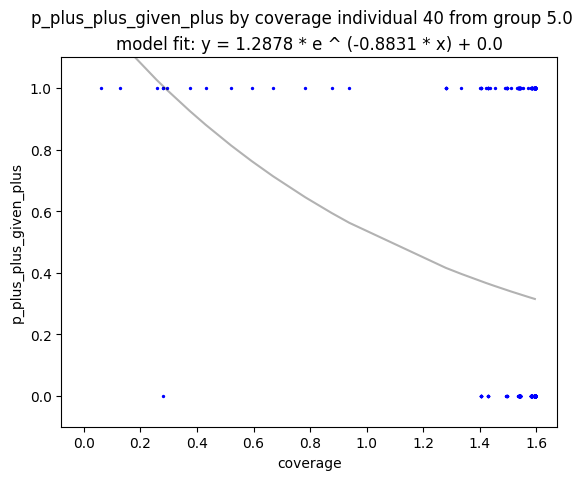 p_plus_plus_given_plus by coverage individual 40 from group 5.0
model fit: y = 1.2878 * e ^ (-0.8831 * x) + 0.0
1.0
0.8
0.6
0.4
0.2
0.0
p_plus_plus_given_plus
0.0 0.2 0.4 0.6 0.8 1.0 1.2 1.4 1.6
coverage